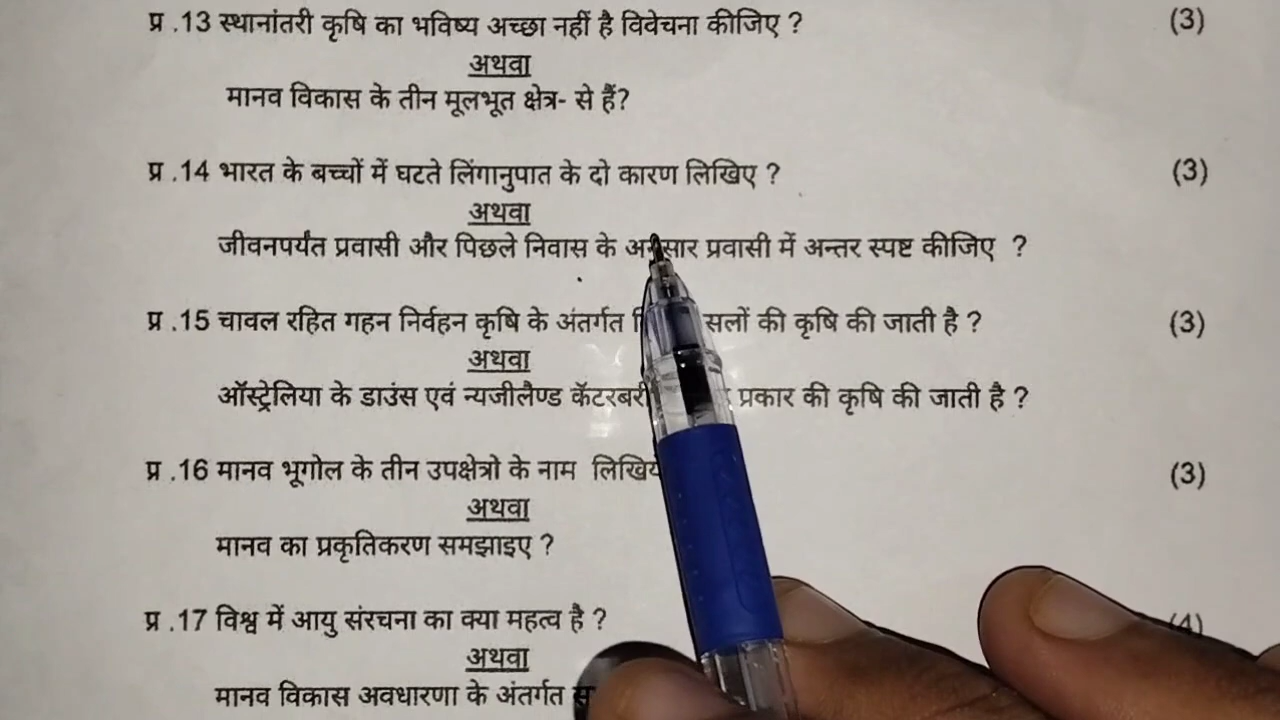 प्र .13 स्थानांतरी कृषि का भविष्य अच्छा नहीं है विवेचना कीजिए ? (3)
अथवा
मानव विकास के तीन मूलभूत क्षेत्र- से हैं?
प्र .14 भारत के बच्चों में घटते लिंगानुपात के दो कारण लिखिए ? (3)
अथवा
जीवनपर्यंत प्रवासी और पिछले निवास के अनुसार प्रवासी में अन्तर स्पष्ट कीजिए ?
प्र .15 चावल रहित गहन निर्वहन कृषि के अंतर्गत की कृषि की जाती है ? (3)
अथवा
ऑस्ट्रेलिया के डाउंस एवं न्यजीलैण्ड कॅटरबरी प्रकार की कृषि की जाती है ?
प्र .16 मानव भूगोल के तीन उपक्षेत्रो के नाम (3)
अथवा
मानव का प्रकृतिकरण समझाइए ?
प्र .17 विश्व में आयु संरचना का क्या महत्व है ? (4)
अथवा
मानव विकास अवधारणा के अंतर्गत